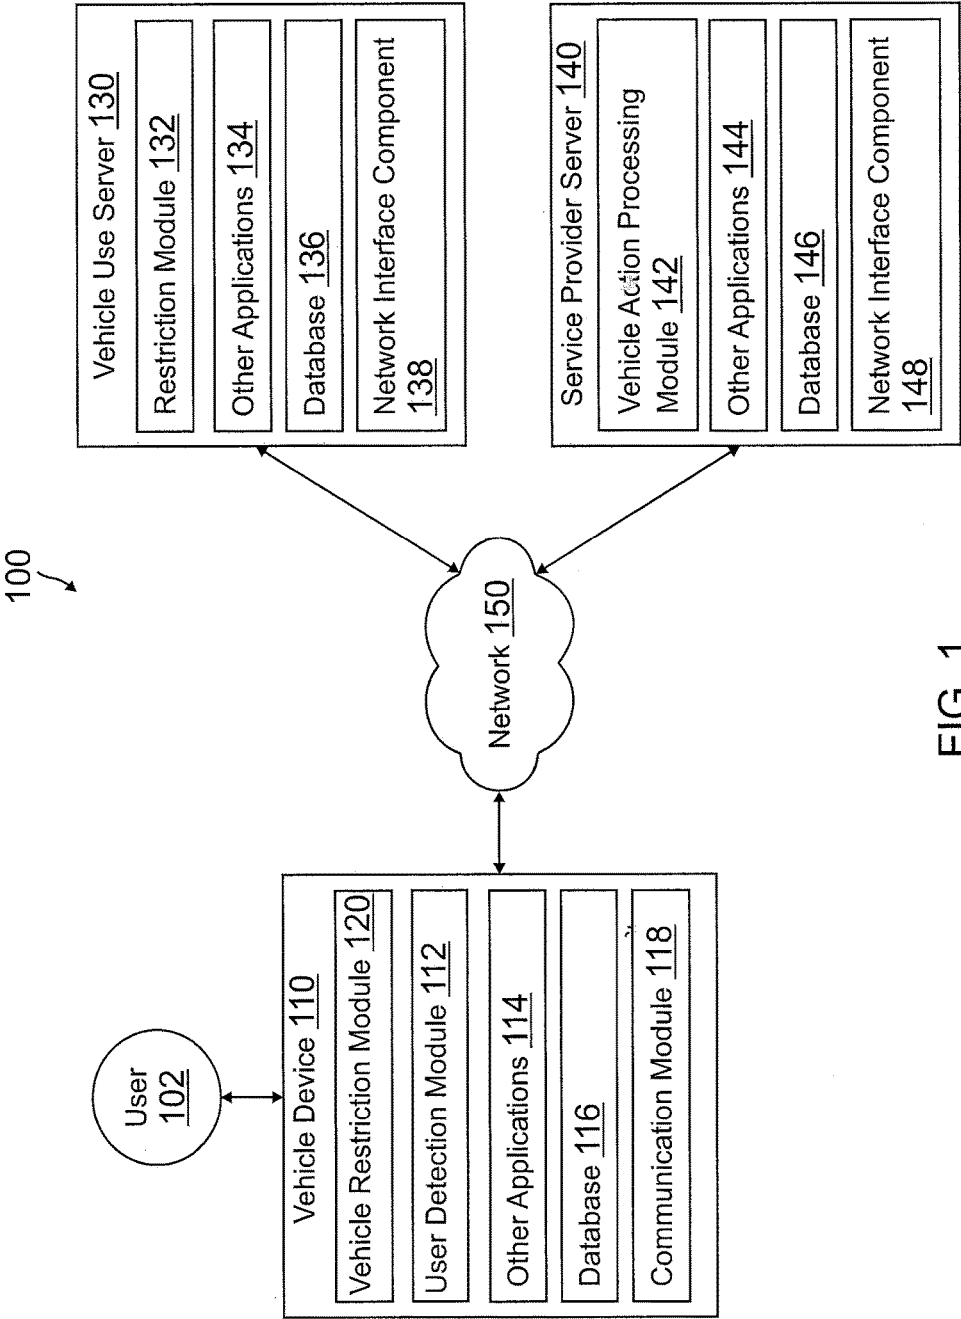 100
User
102
Vehicle Device 110
Vehicle Restriction Module 120
User Detection Module 112
Other Applications 114
Database 116
Communication Module 118
Network 150
Vehicle Use Server 130
Restriction Module 132
Other Applications 134
Database 136
Network Interface Component
138
Service Provider Server 140
Vehicle Action Processing
Module 142
Other Applications 144
Database 146
Network Interface Component
148
FIG. 1